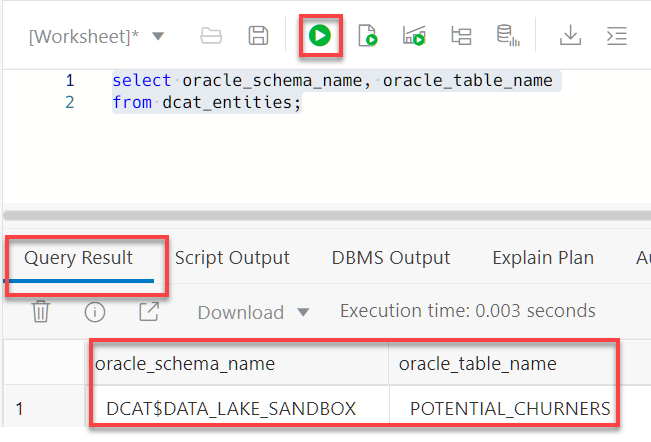 [Worksheet]*
1 select oracle_schema_name, oracle_table_name
2 from dcat_entities;
Query Result Script Output DBMS Output Explain Plan Au
Download Execution time: 0.003 seconds
oracle_schema_name oracle_table_name
1 DCAT$DATA_LAKE_SANDBOX POTENTIAL_CHURNERS